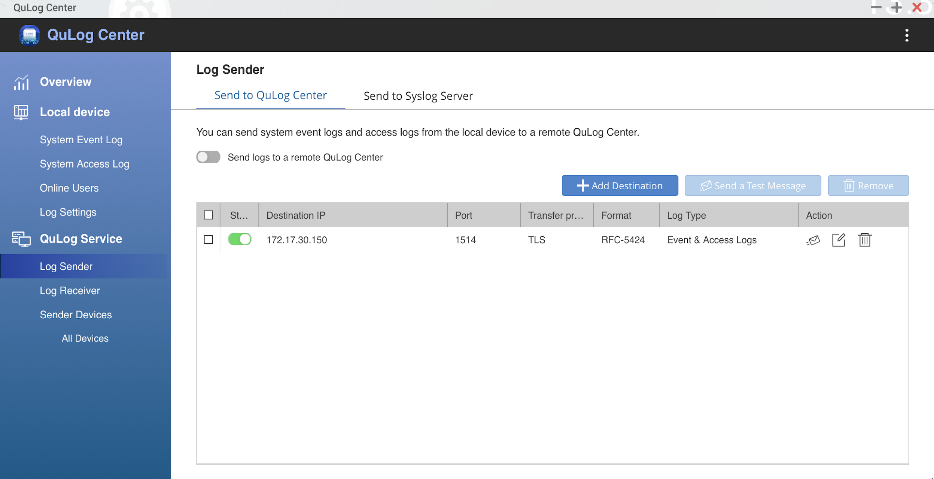 QuLog Center
QuLog Center
Overview
Local device
System Event Log
System Access Log
Online Users
Log Settings
QuLog Service
Log Sender
Log Receiver
Sender Devices
All Devices
Log Sender
Send to QuLog Center Send to Syslog Server
You can send system event logs and access logs from the local device to a remote QuLog Center.
Send logs to a remote QuLog Center
Add Destination Send a Test Message Remove
St... Destination IP Port Transfer pr... Format Log Type Action
172.17.30.150 1514 TLS RFC-5424 Event & Access Logs